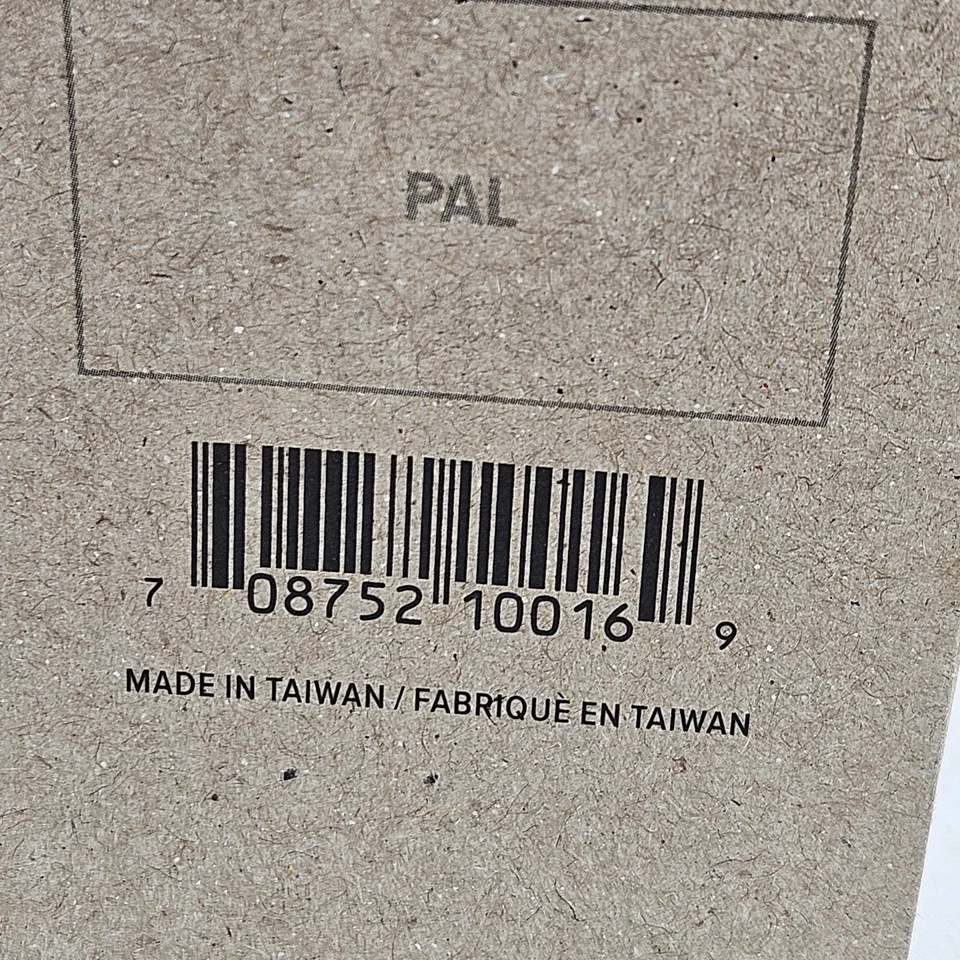 PAL
7 08752 10016 9
MADE IN TAIWAN / FABRIQUÈ EN TAIWAN